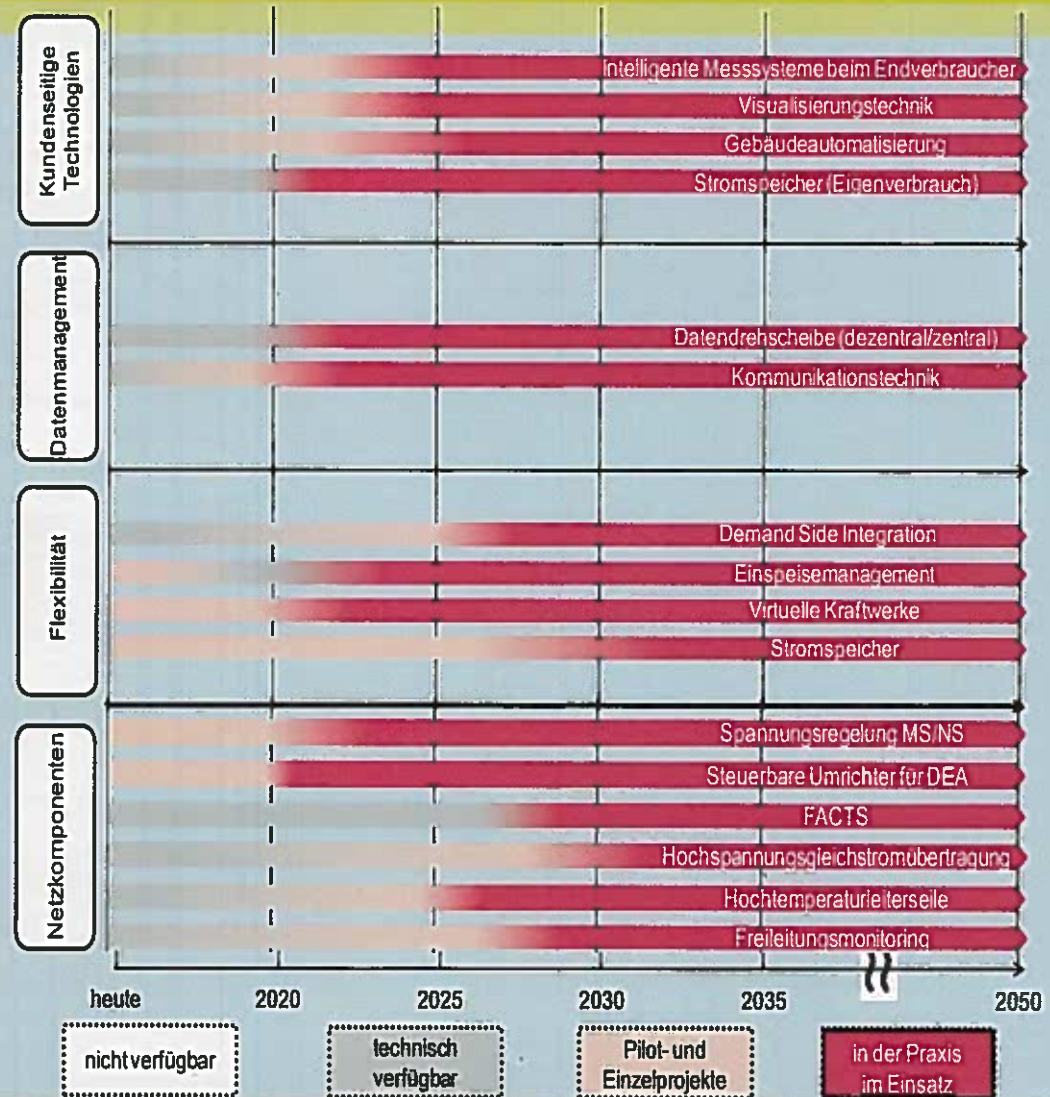 Kundenseitige
Technologien
Intelligente Messsysteme beim Endverbraucher
Visualisierungstechnik
Gebäudeautomatisierung
Stromspeicher (Eigenverbrauch)
Datenmanagement
Datendrehscheibe (dezentral/zentral)
Kommunikationstechnik
Flexibilität
Demand Side Integration
Einspeisemanagement
Virtuelle Kraftwerke
Stromspeicher
Netzkomponenten
Spannungsregelung MS/NS
Steuerbare Umrichter für DEA
FACTS
Hochspannungsgleichstromübertragung
Hochtemperaturleiterseile
Freileitungsmonitoring
heute 2020 2025 2030 2035 2050
nicht verfügbar
technisch
verfügbar
Pilot- und
Einzelprojekte
in der Praxis
im Einsatz